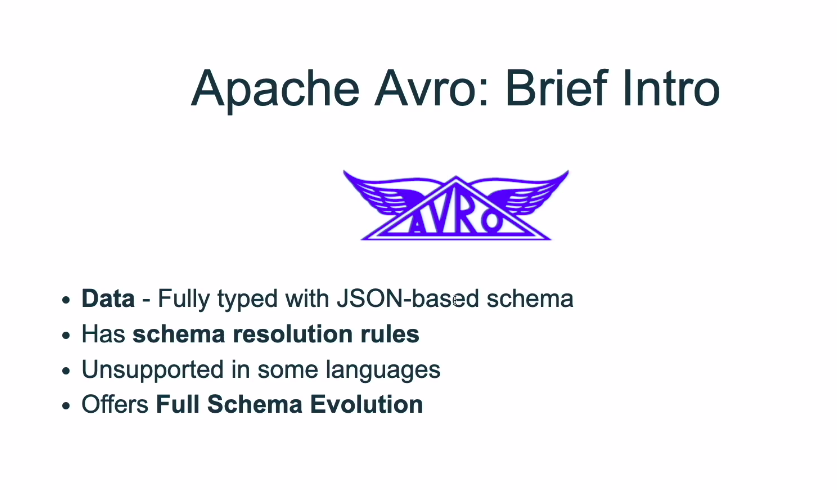 Apache Avro: Brief Intro
AVRO
• Data - Fully typed with JSON-based schema
• Has schema resolution rules
• Unsupported in some languages
• Offers Full Schema Evolution